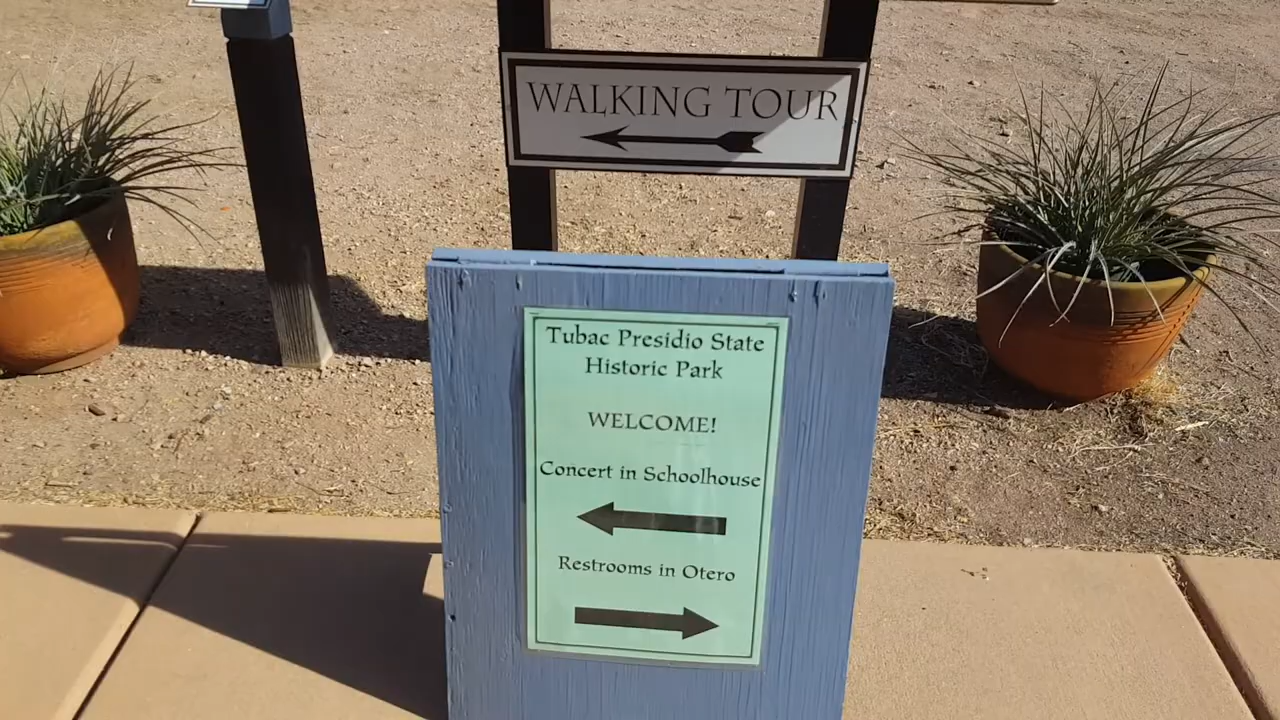 WALKING TOUR
Tubac Presidio State
Historic Park
WELCOME!
Concert in Schoolhouse
Restrooms in Otero